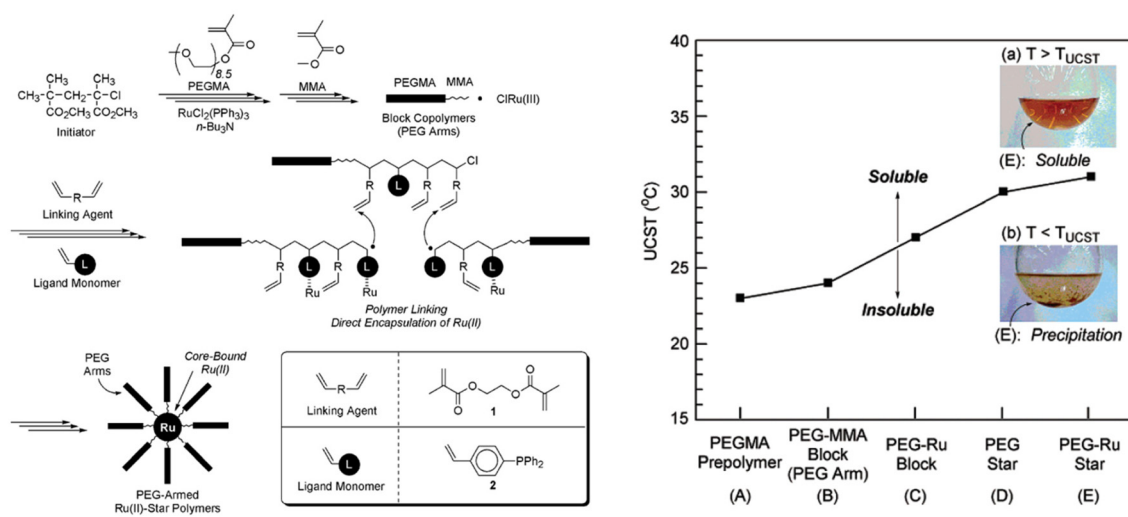 8.5
PEGMA
RuCl2(PPh3)3
n-Bu3N
MMA
CH3 CH3
CH3-C-CH2-C-Cl
CO2CH3 CO2CH3
Initiator
PEGMA MMA
• ClRu(III)
Block Copolymers
(PEG Arms)
Cl
R L R R
R
Linking Agent
L
Ligand Monomer
R L R L
Ru Ru
L R L
Ru
Polymer Linking
Direct Encapsulation of Ru(II)
PEG
Arms
Core-Bound
Ru(II)
Ru
PEG-Armed
Ru(II)-Star Polymers
R
Linking Agent
O O O O
1
L
Ligand Monomer
PPh2
2
UCST (°C)
40
35
30
25
20
15
(a) T > TUCST
(E): Soluble
Soluble
Insoluble
(b) T < TUCST
(E): Precipitation
PEGMA
Prepolymer
(A)
PEG-MMA
Block
(PEG Arm)
(B)
PEG-Ru
Block
(C)
PEG
Star
(D)
PEG-Ru
Star
(E)